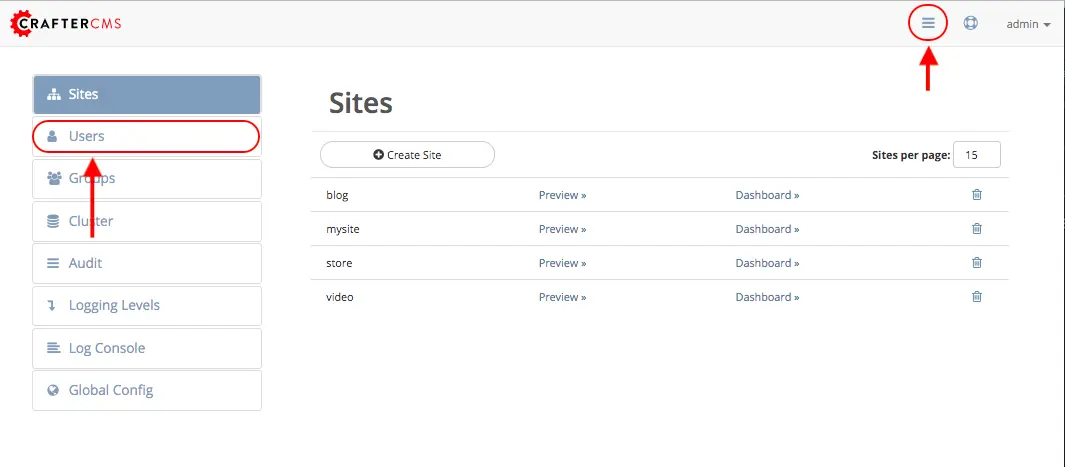 CRAFTERCMS
admin
Sites
Users
Groups
Cluster
Audit
Logging Levels
Log Console
Global Config
Sites
Create Site
Sites per page: 15
blog Preview » Dashboard »
mysite Preview » Dashboard »
store Preview » Dashboard »
video Preview » Dashboard »